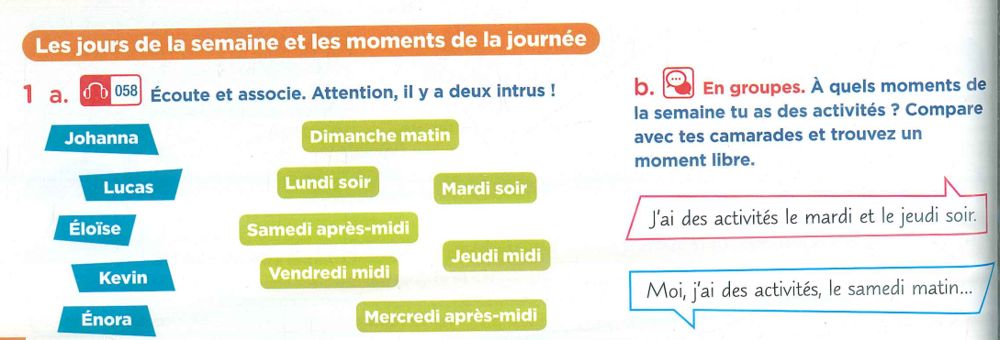 Les jours de la semaine et les moments de la journée
1 a. 058 Écoute et associe. Attention, il y a deux intrus !
Johanna
Lucas
Éloïse
Kevin
Énora
Dimanche matin
Lundi soir
Mardi soir
Samedi après-midi
Jeudi midi
Vendredi midi
Mercredi après-midi
b. En groupes. À quels moments de
la semaine tu as des activités ? Compare
avec tes camarades et trouvez un
moment libre.
J'ai des activités le mardi et le jeudi soir.
Moi, j'ai des activités, le samedi matin...